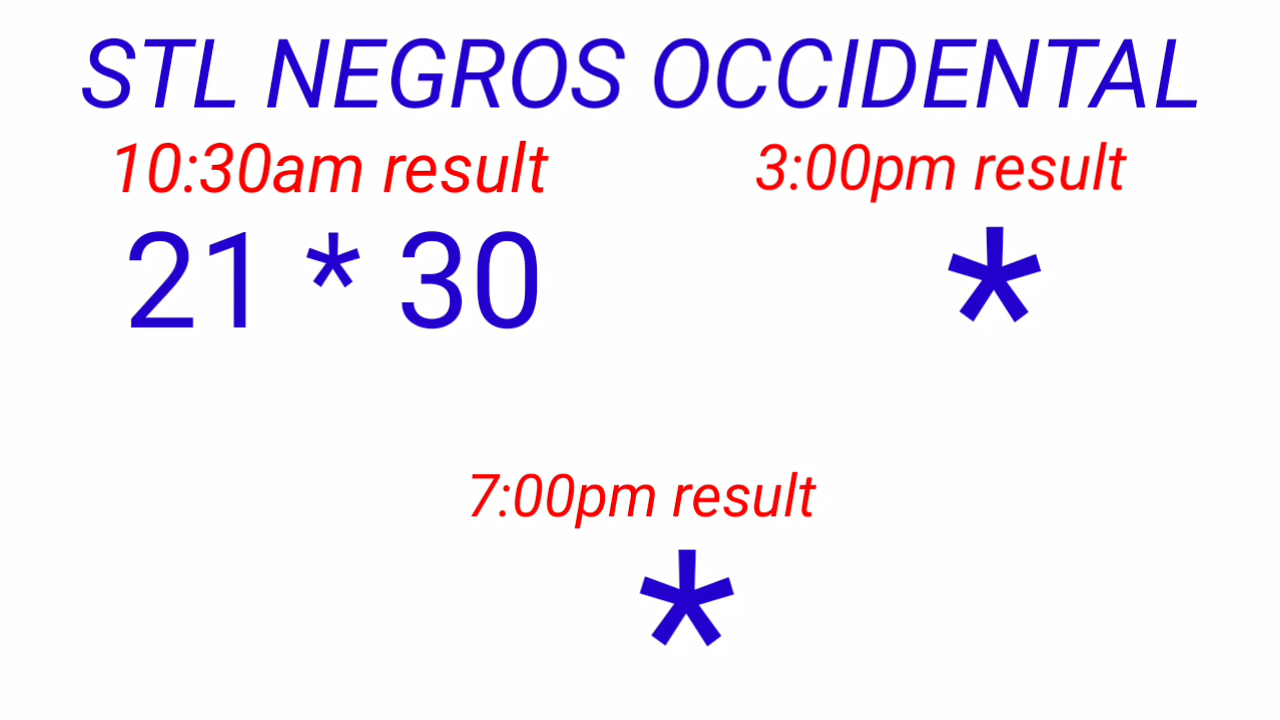 STL NEGROS OCCIDENTAL
10:30am result
21 * 30
3:00pm result
*
7:00pm result
*